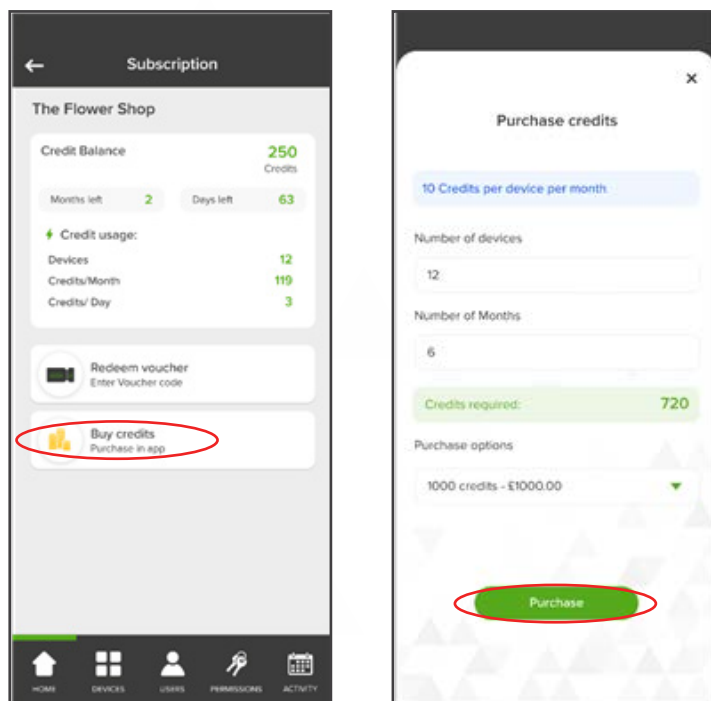 Subscription
The Flower Shop
Credit Balance 250
Credits
Months left 2 Days left 63
Credit usage:
Devices 12
Credits/Month 119
Credits/ Day 3
Redeem voucher
Enter Voucher code
Buy credits
Purchase in app
HOME DEVICES USERS PERMISSIONS ACTIVITY
Purchase credits
10 Credits per device per month
Number of devices
12
Number of Months
6
Credits required: 720
Purchase options
1000 credits - £1000.00
Purchase